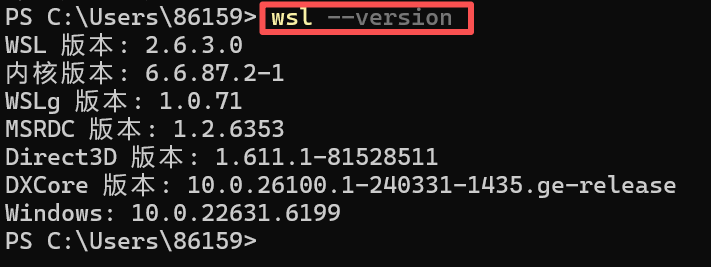 PS C:\Users\86159> wsl --version
WSL 版本: 2.6.3.0
内核版本: 6.6.87.2-1
WSLg 版本: 1.0.71
MSRDC 版本: 1.2.6353
Direct3D 版本: 1.611.1-81528511
DXCore 版本: 10.0.26100.1-240331-1435.ge-release
Windows: 10.0.22631.6199
PS C:\Users\86159>